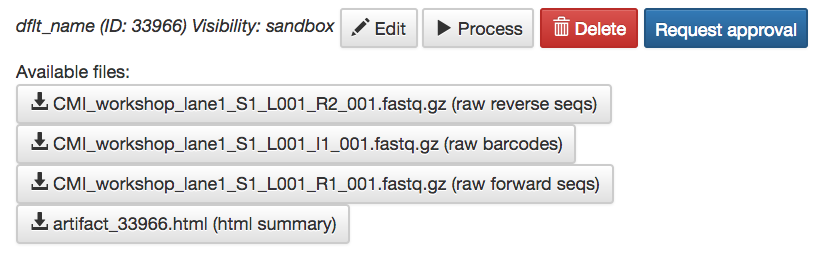 dflt_name (ID: 33966) Visibility: sandbox Edit Process Delete Request approval
Available files:
CMI_workshop_lane1_S1_L001_R2_001.fastq.gz (raw reverse seqs)
CMI_workshop_lane1_S1_L001_I1_001.fastq.gz (raw barcodes)
CMI_workshop_lane1_S1_L001_R1_001.fastq.gz (raw forward seqs)
artifact_33966.html (html summary)